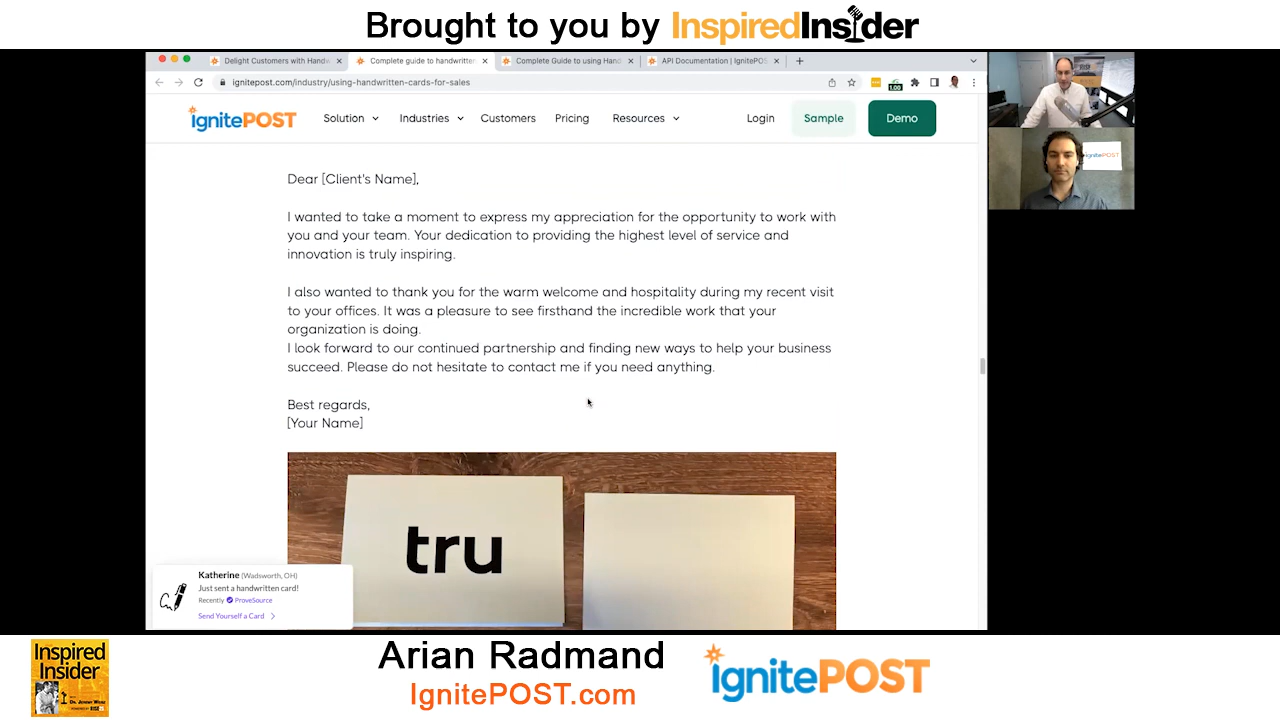 Brought to you by InspiredInsider
Delight Customers with Handw
Complete guide to handwritten
Complete Guide to using Hand
API Documentation | IgnitePOS
ignitepost.com/industry/using-handwritten-cards-for-sales
1.00
ignitePOST
Solution
Industries
Customers
Pricing
Resources
Login
Sample
Demo
Dear [Client's Name],
I wanted to take a moment to express my appreciation for the opportunity to work with
you and your team. Your dedication to providing the highest level of service and
innovation is truly inspiring.
I also wanted to thank you for the warm welcome and hospitality during my recent visit
to your offices. It was a pleasure to see firsthand the incredible work that your
organization is doing.
I look forward to our continued partnership and finding new ways to help your business
succeed. Please do not hesitate to contact me if you need anything.
Best regards,
[Your Name]
tru
Katherine (Wadsworth, OH)
Just sent a handwritten card!
Recently ProveSource
Send Yourself a Card
ignitePOST
Inspired
Insider
Arian Radmand
IgnitePOST.com
ignitePOST